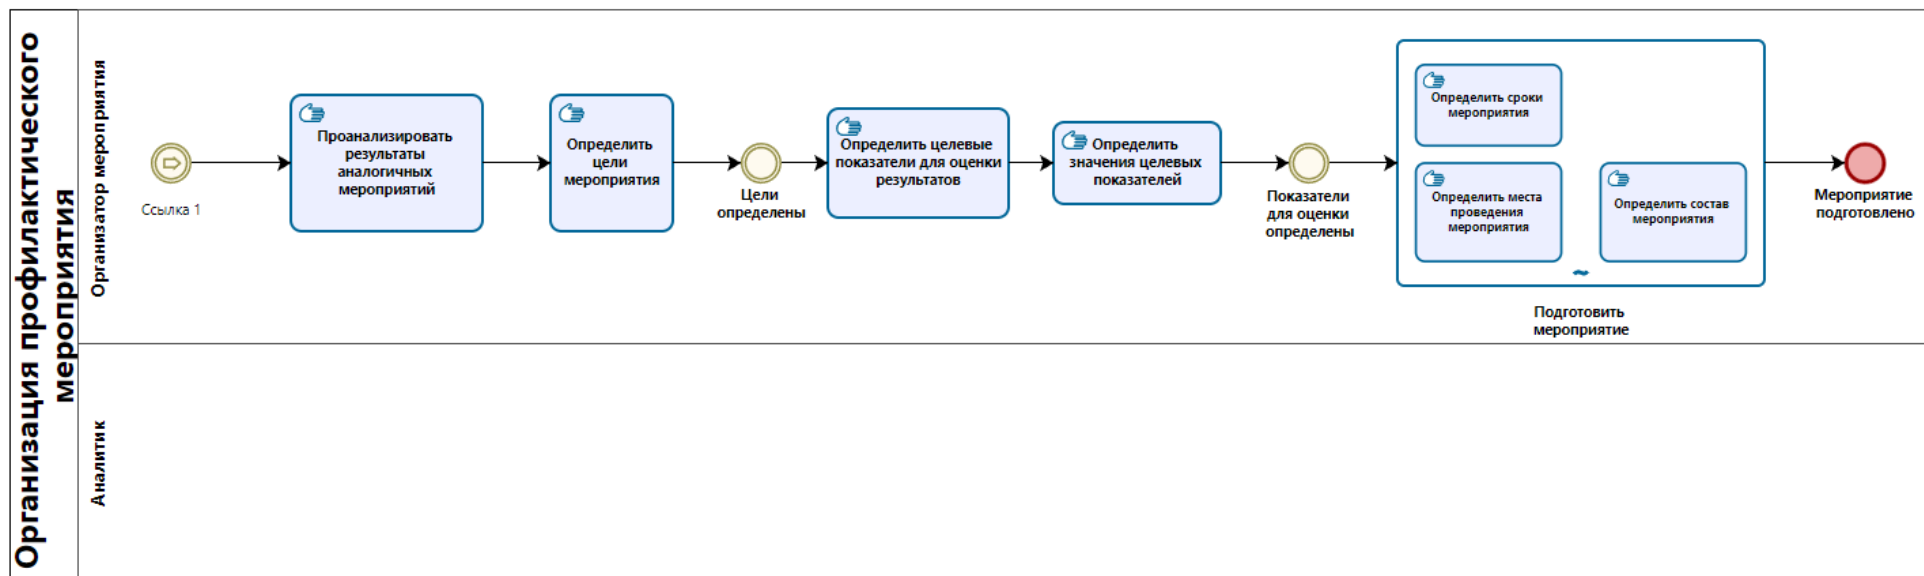 Организация профилактического
мероприятия
Организатор мероприятия
Ссылка 1
Проанализировать
результаты
аналогичных
мероприятий
Определить
цели
мероприятия
Цели
определены
Определить целевые
показатели для оценки
результатов
Определить
значения целевых
показателей
Показатели
для оценки
определены
Определить сроки
мероприятия
Определить места
проведения
мероприятия
Определить состав
мероприятия
Подготовить
мероприятие
Мероприятие
подготовлено
Аналитик